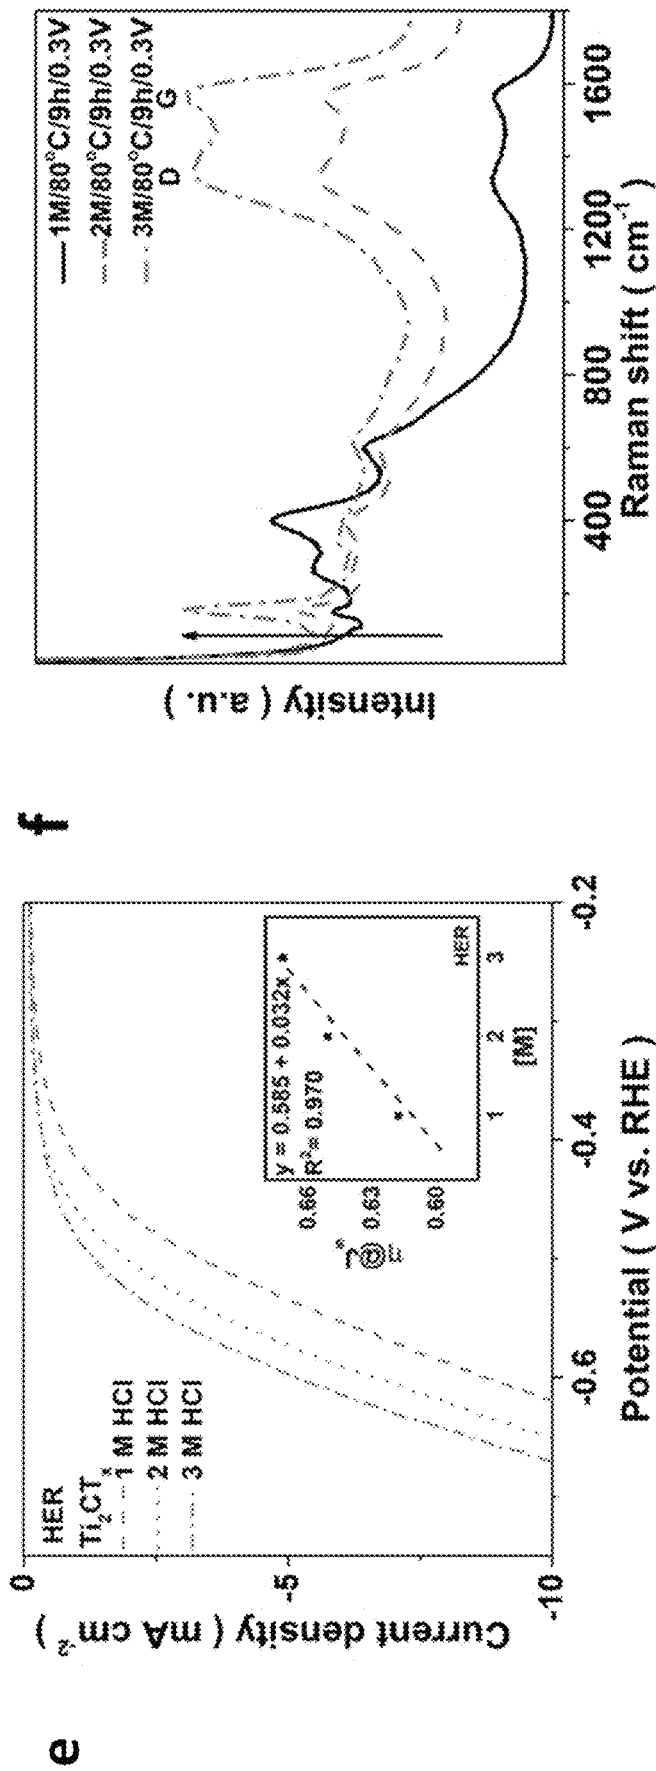 e
HER
Ti₂CTₓ
1 M HCl
2 M HCl
3 M HCl
y = 0.585 + 0.032x
R²= 0.970
0.66
0.63
0.60
η@Jₓ
HER
1
2
3
[M]
0
-5
-10
Current density ( mA cm⁻² )
-0.6
-0.4
-0.2
Potential ( V vs. RHE )
f
1M/80°C/9h/0.3V
2M/80°C/9h/0.3V
3M/80°C/9h/0.3V
D
G
Intensity ( a.u. )
400
800
1200
1600
Raman shift ( cm⁻¹ )